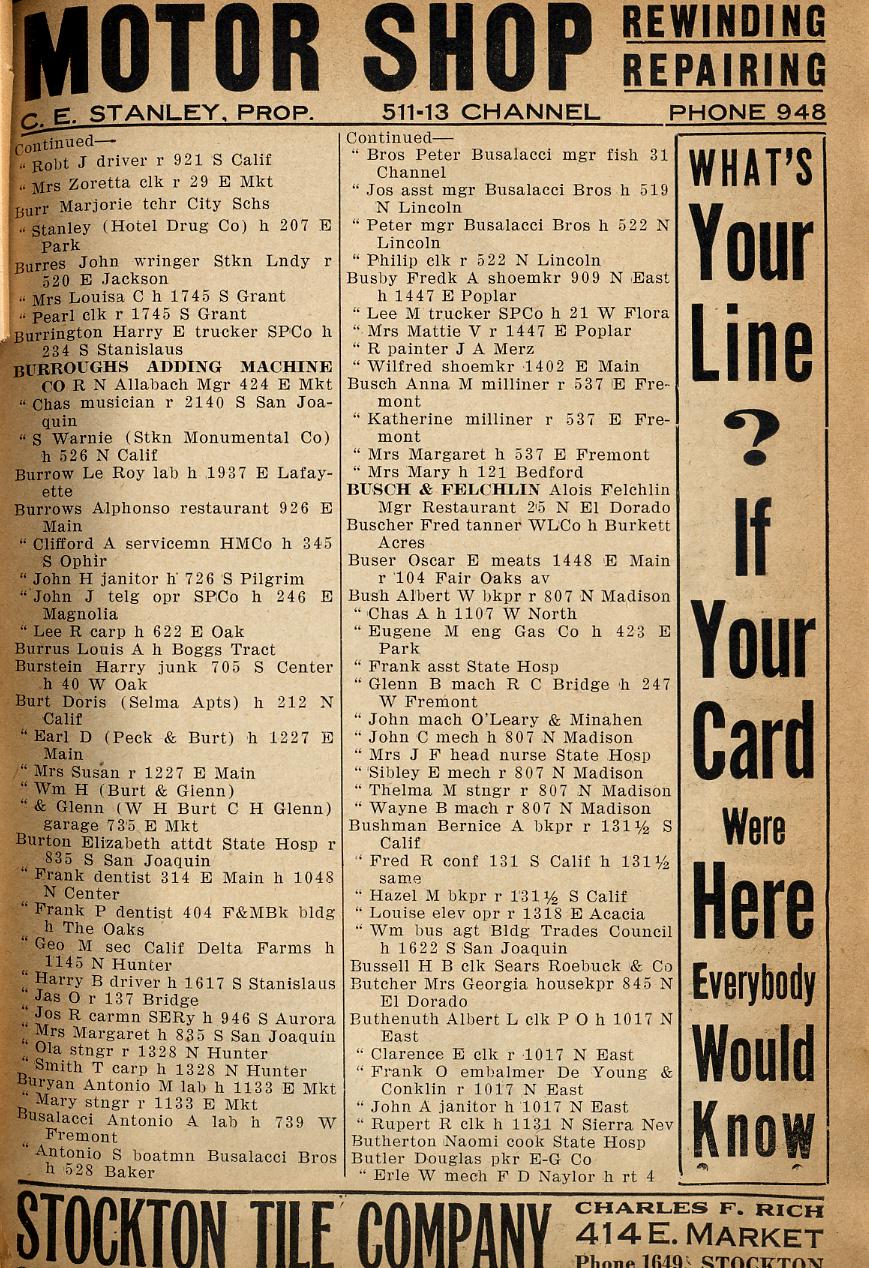 MOTOR SHOP
REWINDING
REPAIRING
C. E. STANLEY, PROP. 511-13 CHANNEL PHONE 948
Continued—
“ Robt J driver r 921 S Calif
“ Mrs Zoretta clk r 29 E Mkt
Burr Marjorie tchr City Schs
“ Stanley (Hotel Drug Co) h 207 E
Park
Burres John wringer Stkn Lndy r
520 E Jackson
“ Mrs Louisa C h 1745 S Grant
“ Pearl clk r 1745 S Grant
Burrington Harry E trucker SPCo h
234 S Stanislaus
BURROUGHS ADDING MACHINE
CO R N Allabach Mgr 424 E Mkt
“ Chas musician r 2140 S San Joa-
quin
“ S Warnie (Stkn Monumental Co)
h 526 N Calif
Burrow Le Roy lab h 1937 E Lafay-
ette
Burrows Alphonso restaurant 926 E
Main
“ Clifford A servicemn HMCo h 345
S Ophir
“ John H janitor h 726 S Pilgrim
“ John J telg opr SPCo h 246 E
Magnolia
“ Lee R carp h 622 E Oak
Burrus Louis A h Boggs Tract
Burstein Harry junk 705 S Center
h 40 W Oak
Burt Doris (Selma Apts) h 212 N
Calif
“ Earl D (Peck & Burt) h 1227 E
Main
“ Mrs Susan r 1227 E Main
“ Wm H (Burt & Glenn)
“ & Glenn (W H Burt C H Glenn)
garage 735 E Mkt
Burton Elizabeth attdt State Hosp r
835 S San Joaquin
“ Frank dentist 314 E Main h 1048
N Center
“ Frank P dentist 404 F&MBk bldg
h The Oaks
“ Geo M sec Calif Delta Farms h
1145 N Hunter
“ Harry B driver h 1617 S Stanislaus
“ Jas O r 137 Bridge
“ Jos R carmn SERy h 946 S Aurora
“ Mrs Margaret h 835 S San Joaquin
“ Ola stngr r 1328 N Hunter
“ Smith T carp h 1328 N Hunter
Buryan Antonio M lab h 1133 E Mkt
“ Mary stngr r 1133 E Mkt
Busalacci Antonio A lab h 739 W
Fremont
“ Antonio S boatmn Busalacci Bros
h 528 Baker
Continued—
“ Bros Peter Busalacci mgr fish 31
Channel
“ Jos asst mgr Busalacci Bros h 519
N Lincoln
“ Peter mgr Busalacci Bros h 522 N
Lincoln
“ Philip clk r 522 N Lincoln
Busby Fredk A shoemkr 909 N East
h 1447 E Poplar
“ Lee M trucker SPCo h 21 W Flora
“ Mrs Mattie V r 1447 E Poplar
“ R painter J A Merz
“ Wilfred shoemkr 1402 E Main
Busch Anna M milliner r 537 E Fre-
mont
“ Katherine milliner r 537 E Fre-
mont
“ Mrs Margaret h 537 E Fremont
“ Mrs Mary h 121 Bedford
BUSCH & FELCHLIN Alois Felchlin
Mgr Restaurant 25 N El Dorado
Buscher Fred tanner WLCo h Burkett
Acres
Buser Oscar E meats 1448 E Main
r 104 Fair Oaks av
Bush Albert W bkpr r 807 N Madison
“ Chas A h 1107 W North
“ Eugene M eng Gas Co h 423 E
Park
“ Frank asst State Hosp
“ Glenn B mach R C Bridge h 247
W Fremont
“ John mach O'Leary & Minahen
“ John C mech h 807 N Madison
“ Mrs J F head nurse State Hosp
“ Sibley E mech r 807 N Madison
“ Thelma M stngr r 807 N Madison
“ Wayne B mach r 807 N Madison
Bushman Bernice A bkpr r 131½ S
Calif
“ Fred R conf 131 S Calif h 131½
same
“ Hazel M bkpr r 131½ S Calif
“ Louise elev opr r 1318 E Acacia
“ Wm bus agt Bldg Trades Council
h 1622 S San Joaquin
Bussell H B clk Sears Roebuck & Co
Butcher Mrs Georgia housekpr 845 N
El Dorado
Buthenuth Albert L clk P O h 1017 N
East
“ Clarence E clk r 1017 N East
“ Frank O embalmer De Young &
Conklin r 1017 N East
“ John A janitor h 1017 N East
“ Rupert R clk h 1131 N Sierra Nev
Butherton Naomi cook State Hosp
Butler Douglas pkr E-G Co
“ Erle W mech F D Naylor h rt 4
WHAT'S
Your
Line
?
If
Your
Card
Were
Here
Everybody
Would
Know
STOCKTON TILE COMPANY
CHARLES F. RICH
414 E. MARKET
Phone 1649 STOCKTON